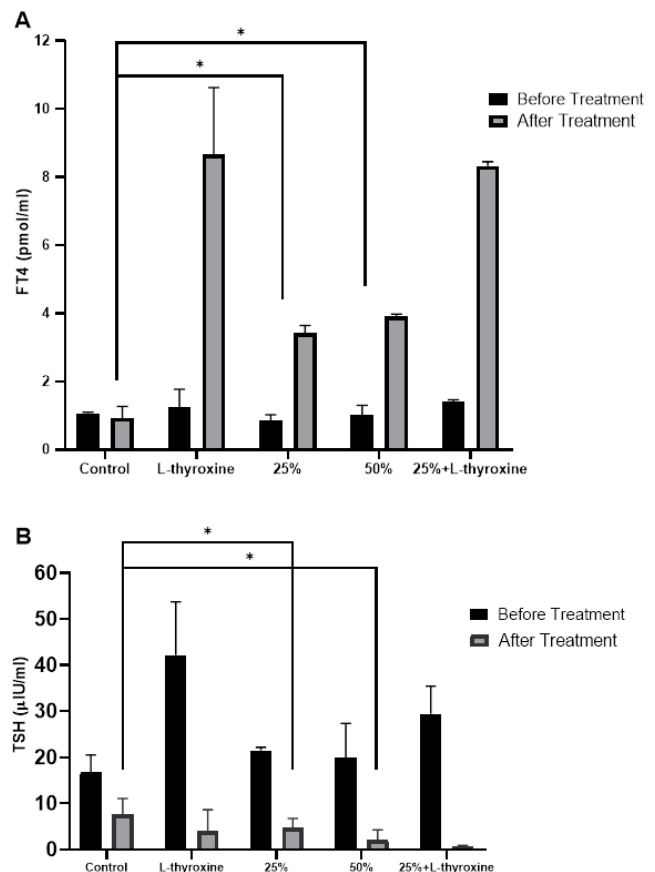 A
12
10
8
6
4
2
0
FT4 (pmol/ml)
*
*
Before Treatment
After Treatment
Control L-thyroxine 25% 50% 25%+L-thyroxine
B
60
50
40
30
20
10
0
TSH (µIU/ml)
*
*
Before Treatment
After Treatment
Control L-thyroxine 25% 50% 25%+L-thyroxine